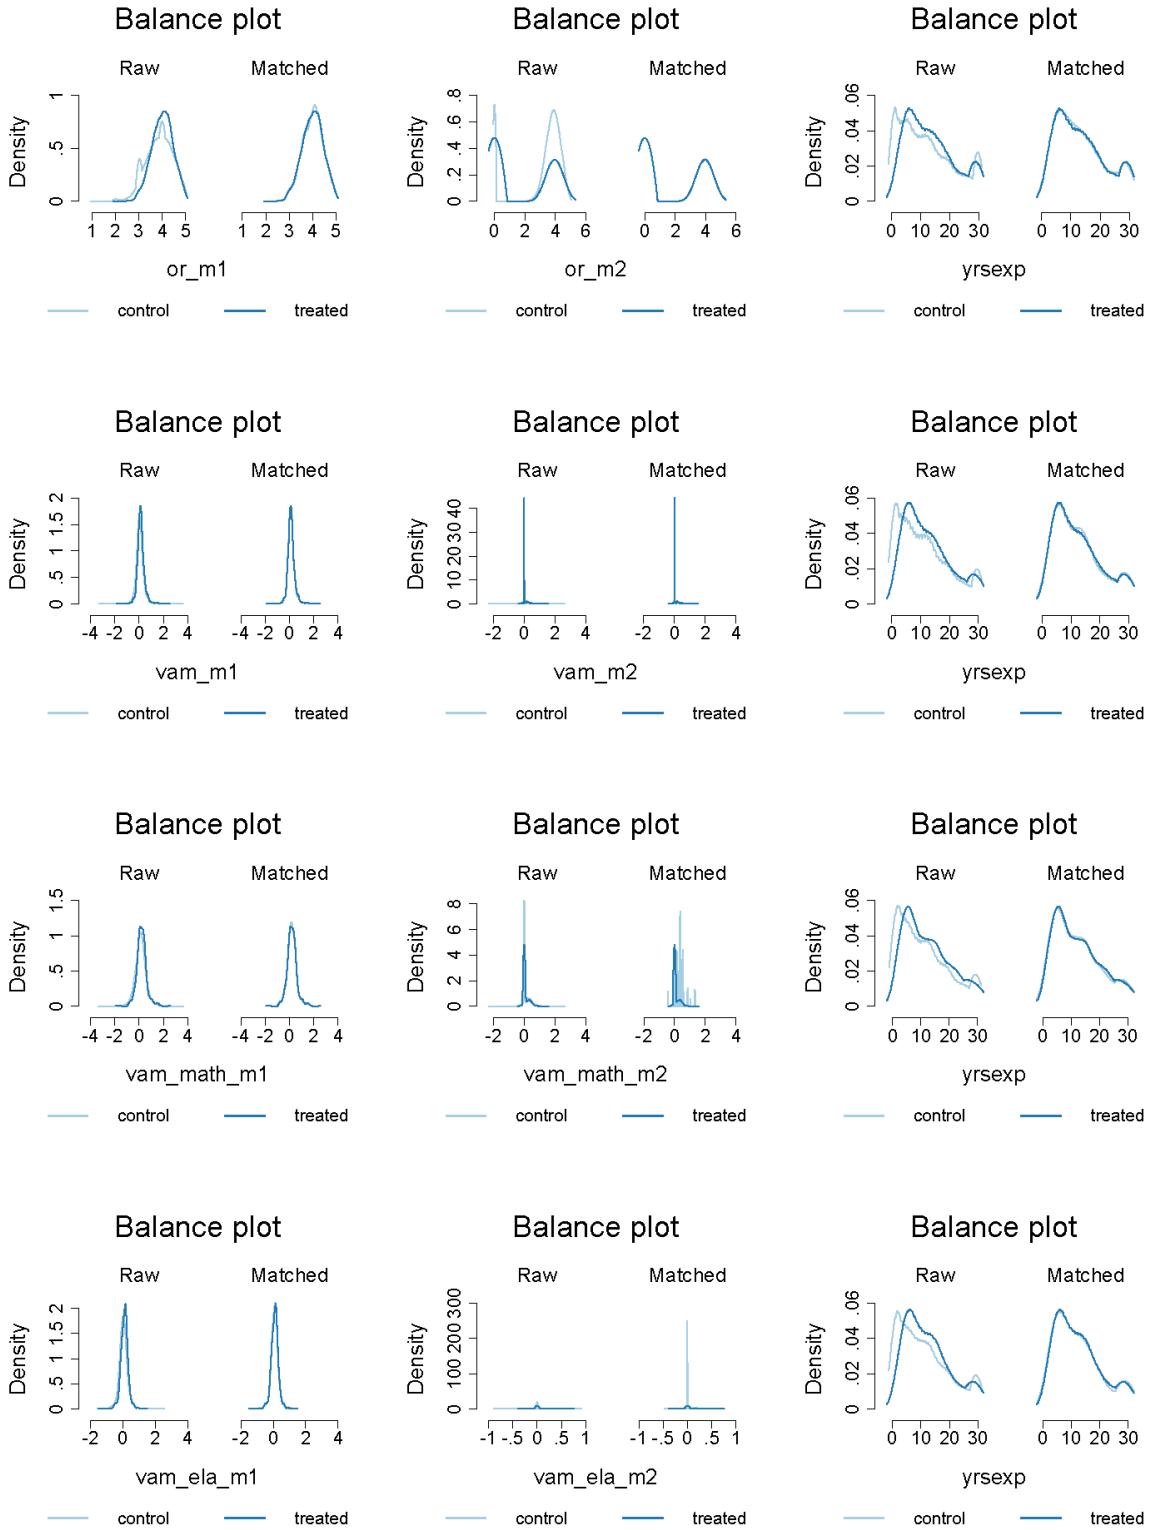 Balance plot Balance plot Balance plot
Raw Matched Raw Matched Raw Matched
Density 0 .5 1 Density 0 .2 .4 .6 .8 Density 0 .02 .04 .06
1 2 3 4 5 1 2 3 4 5 0 2 4 6 0 2 4 6 0 10 20 30 0 10 20 30
or_m1 or_m2 yrsexp
control treated control treated control treated
Balance plot Balance plot Balance plot
Raw Matched Raw Matched Raw Matched
Density 0 .5 1 1.5 2 Density 0 10 20 30 40 Density 0 .02 .04 .06
-4 -2 0 2 4 -4 -2 0 2 4 -2 0 2 4 -2 0 2 4 0 10 20 30 0 10 20 30
vam_m1 vam_m2 yrsexp
control treated control treated control treated
Balance plot Balance plot Balance plot
Raw Matched Raw Matched Raw Matched
Density 0 .5 1 1.5 Density 0 2 4 6 8 Density 0 .02 .04 .06
-4 -2 0 2 4 -4 -2 0 2 4 -2 0 2 4 -2 0 2 4 0 10 20 30 0 10 20 30
vam_math_m1 vam_math_m2 yrsexp
control treated control treated control treated
Balance plot Balance plot Balance plot
Raw Matched Raw Matched Raw Matched
Density 0 .5 1 1.5 2 Density 0 100 200 300 Density 0 .02 .04 .06
-2 0 2 4 -2 0 2 4 -1 -.5 0 .5 1 -1 -.5 0 .5 1 0 10 20 30 0 10 20 30
vam_ela_m1 vam_ela_m2 yrsexp
control treated control treated control treated